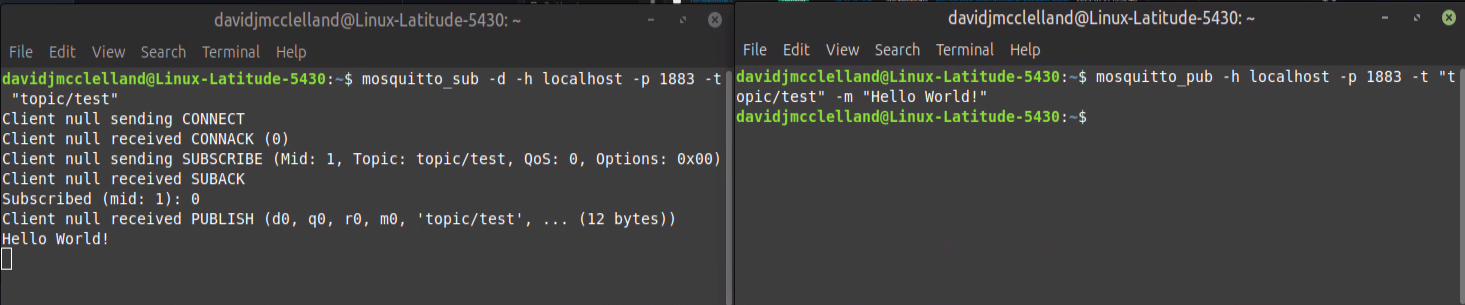 davidjmcclelland@Linux-Latitude-5430: ~
File Edit View Search Terminal Help
davidjmcclelland@Linux-Latitude-5430:~$ mosquitto_sub -d -h localhost -p 1883 -t
"topic/test"
Client null sending CONNECT
Client null received CONNACK (0)
Client null sending SUBSCRIBE (Mid: 1, Topic: topic/test, QoS: 0, Options: 0x00)
Client null received SUBACK
Subscribed (mid: 1): 0
Client null received PUBLISH (d0, q0, r0, m0, 'topic/test', ... (12 bytes))
Hello World!
davidjmcclelland@Linux-Latitude-5430: ~
File Edit View Search Terminal Help
davidjmcclelland@Linux-Latitude-5430:~$ mosquitto_pub -h localhost -p 1883 -t "t
opic/test" -m "Hello World!"
davidjmcclelland@Linux-Latitude-5430:~$